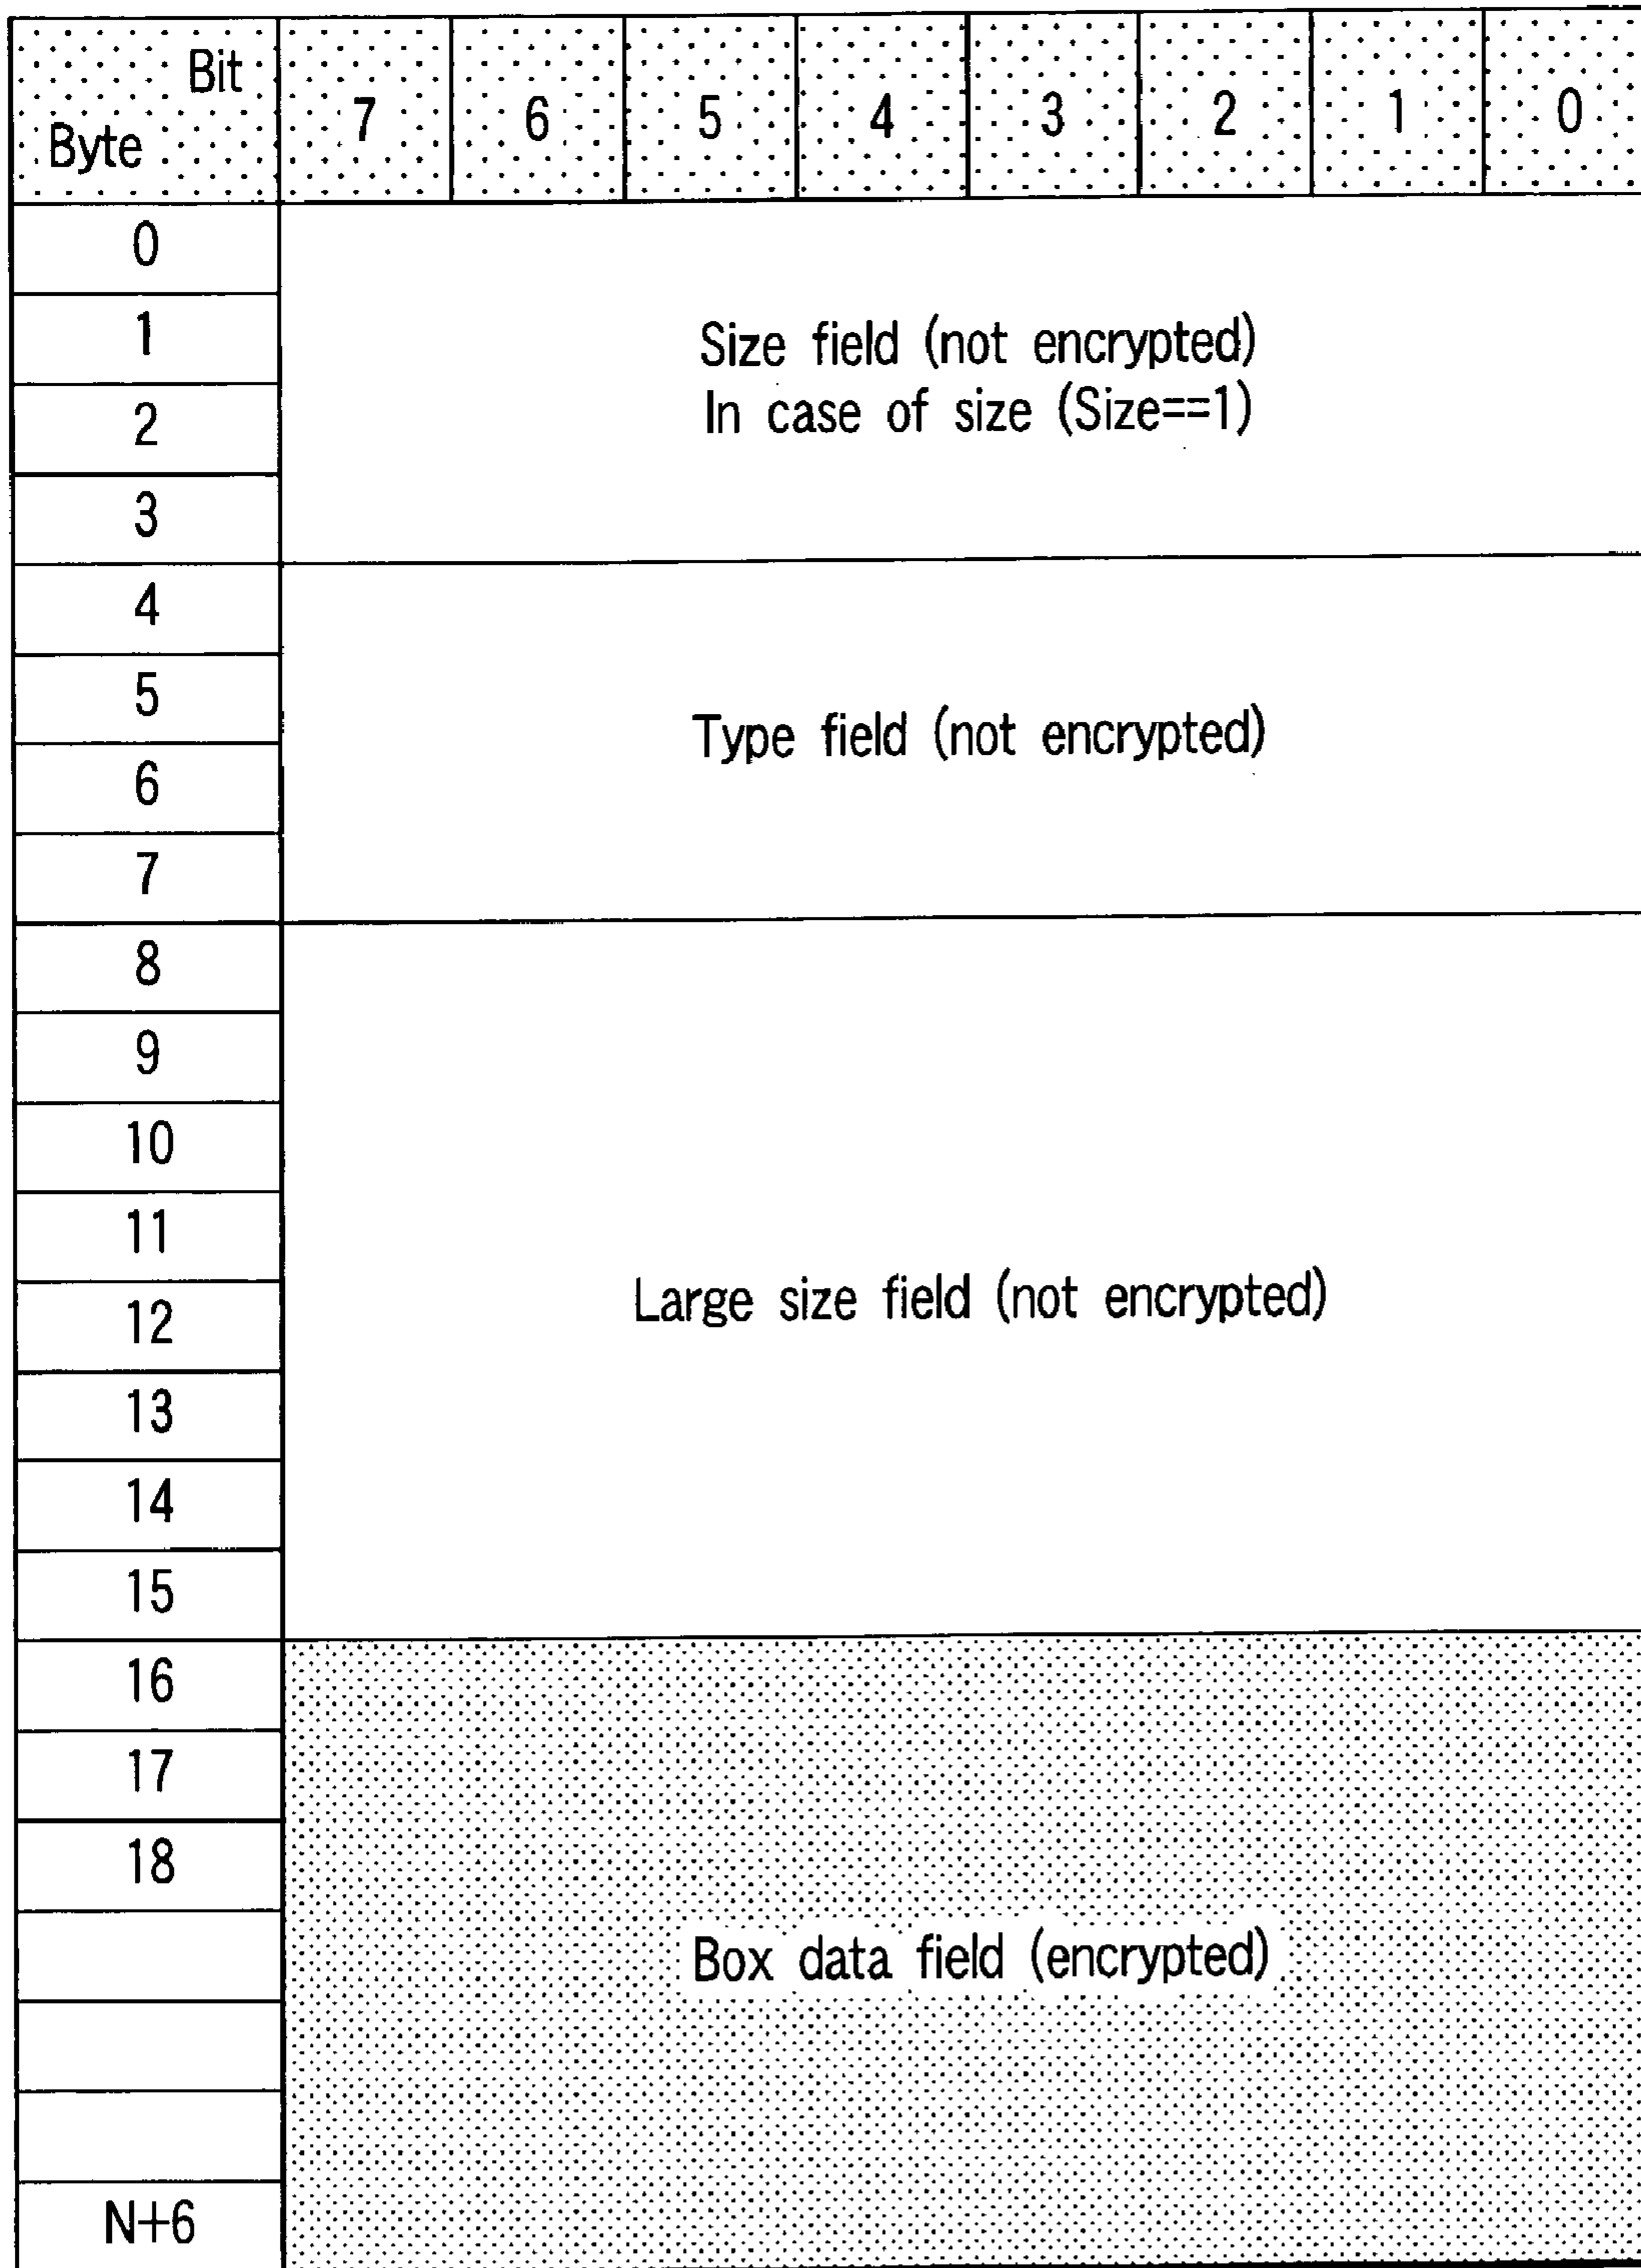 Bit
Byte 7 6 5 4 3 2 1 0
0
1
Size field (not encrypted)
In case of size (Size==1)
2
3
4
5
Type field (not encrypted)
6
7
8
9
10
11
12
Large size field (not encrypted)
13
14
15
16
17
18
Box data field (encrypted)
N+6